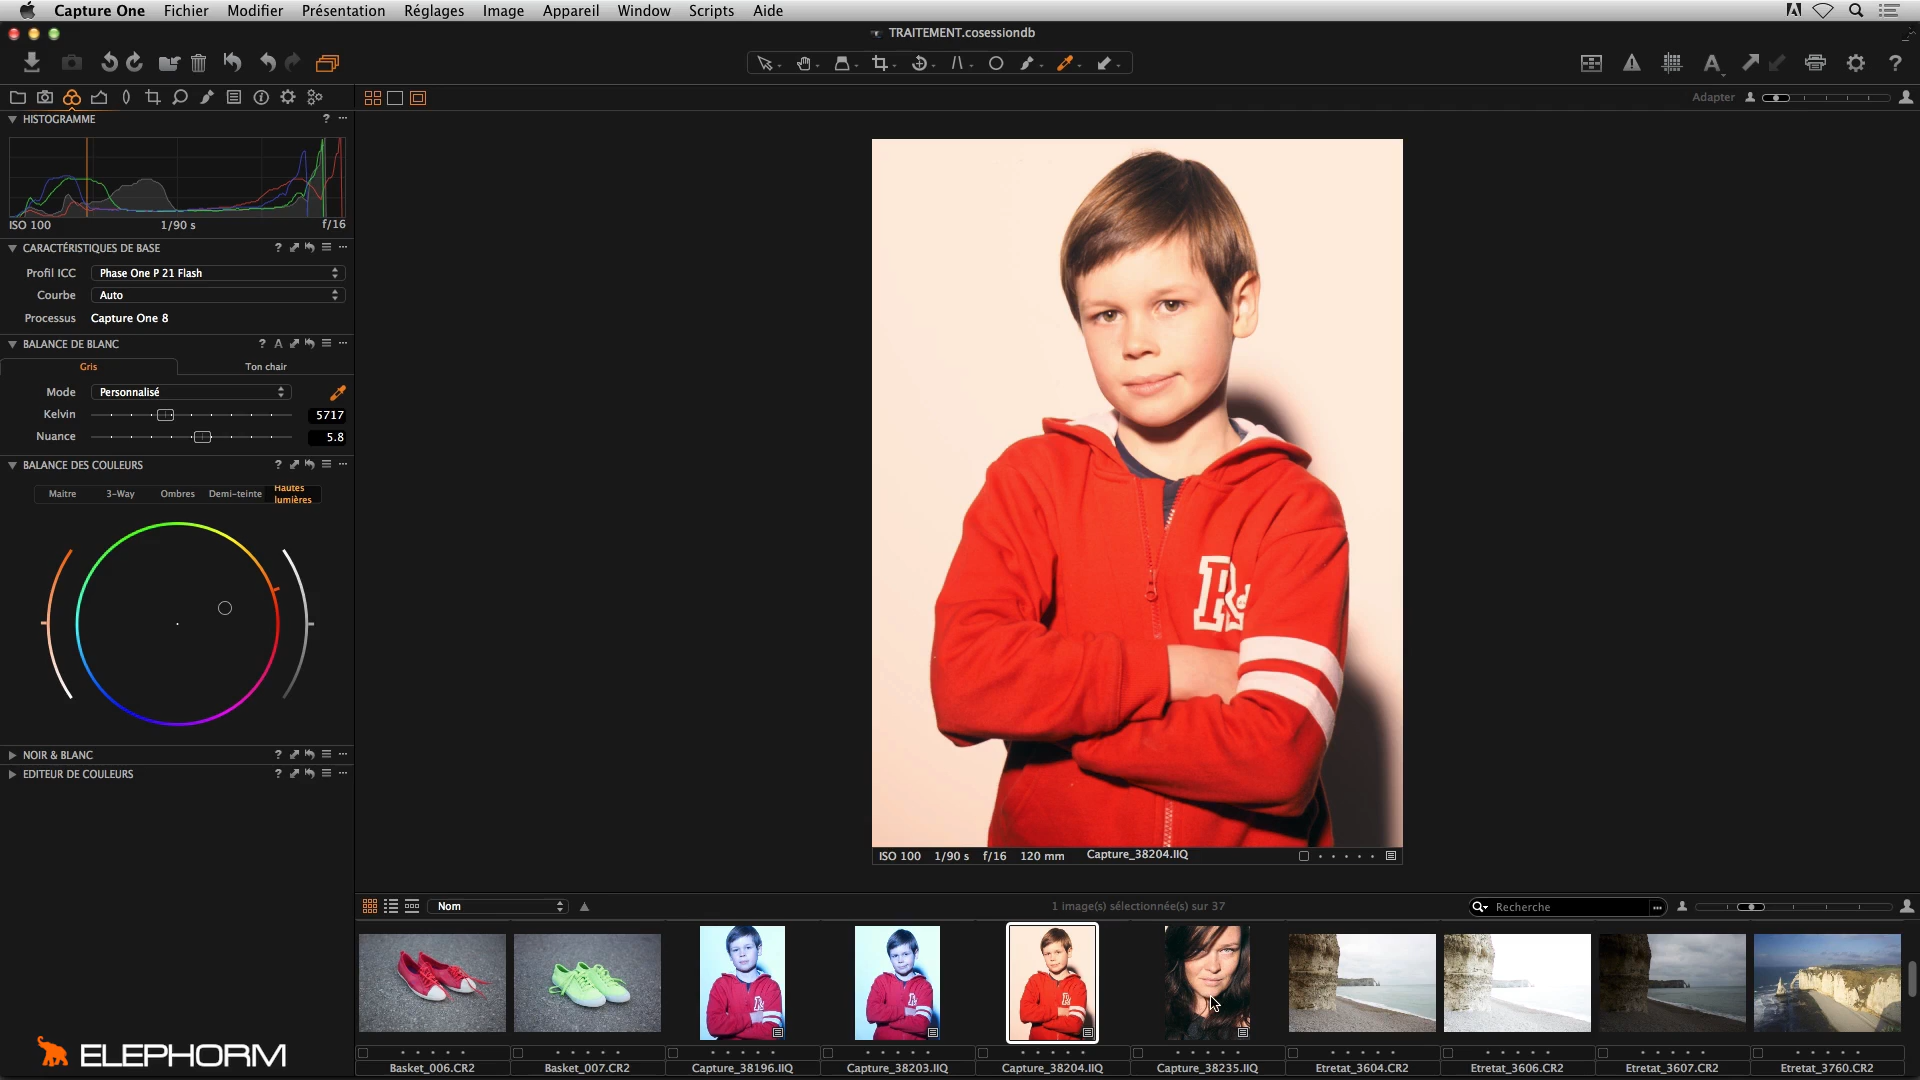 Capture One Fichier Modifier Présentation Réglages Image Appareil Window Scripts Aide
TRAITEMENT.cosessiondb
Adapter
HISTOGRAMME
ISO 100 1/90 s f/16
CARACTÉRISTIQUES DE BASE
Profil ICC Phase One P 21 Flash
Courbe Auto
Processus Capture One 8
BALANCE DE BLANC
Gris Ton chair
Mode Personnalisé
Kelvin 5717
Nuance 5.8
BALANCE DES COULEURS
Maitre 3-Way Ombres Demi-teinte Hautes lumières
NOIR & BLANC
EDITEUR DE COULEURS
R
ISO 100 1/90 s f/16 120 mm Capture_38204.IIQ
Nom
1 image(s) sélectionnée(s) sur 37
Recherche
Basket_006.CR2 Basket_007.CR2 Capture_38196.IIQ Capture_38203.IIQ Capture_38204.IIQ Capture_38235.IIQ Etretat_3604.CR2 Etretat_3606.CR2 Etretat_3607.CR2 Etretat_3760.CR2
ELEPHORM